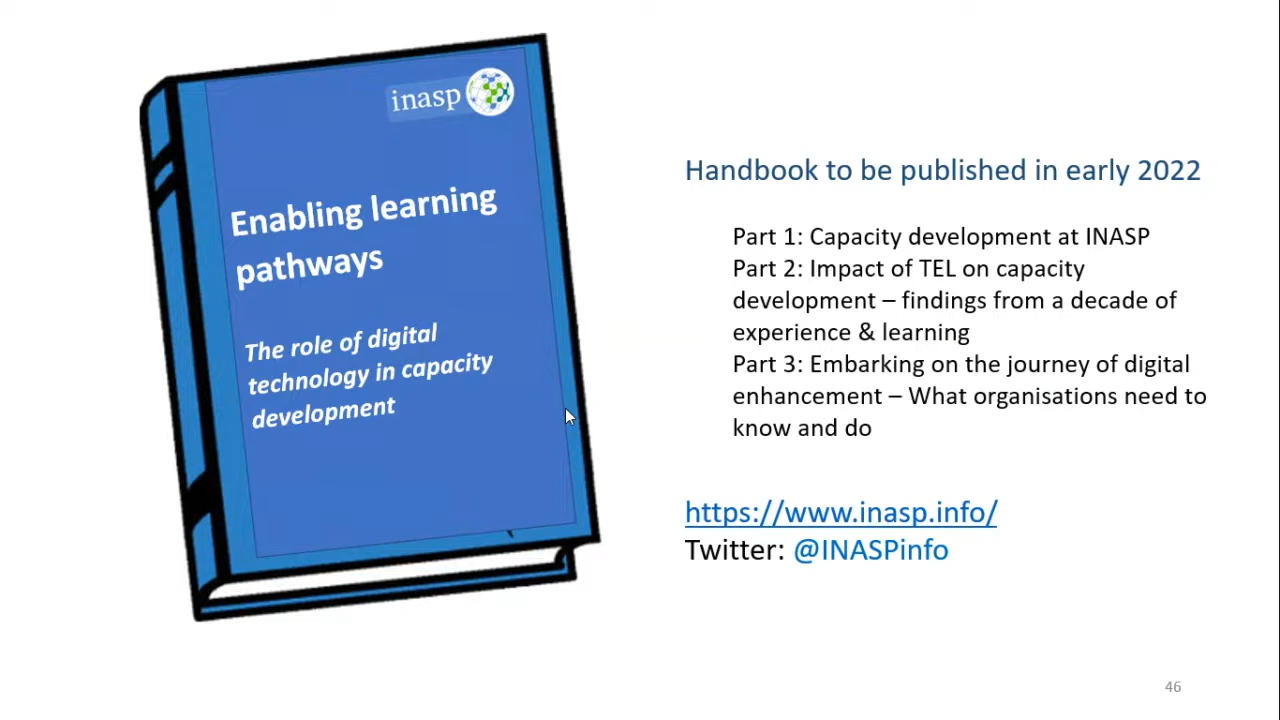 inasp
Enabling learning
pathways
The role of digital
technology in capacity
development
Handbook to be published in early 2022
Part 1: Capacity development at INASP
Part 2: Impact of TEL on capacity
development – findings from a decade of
experience & learning
Part 3: Embarking on the journey of digital
enhancement – What organisations need to
know and do
https://www.inasp.info/
Twitter: @INASPinfo
46